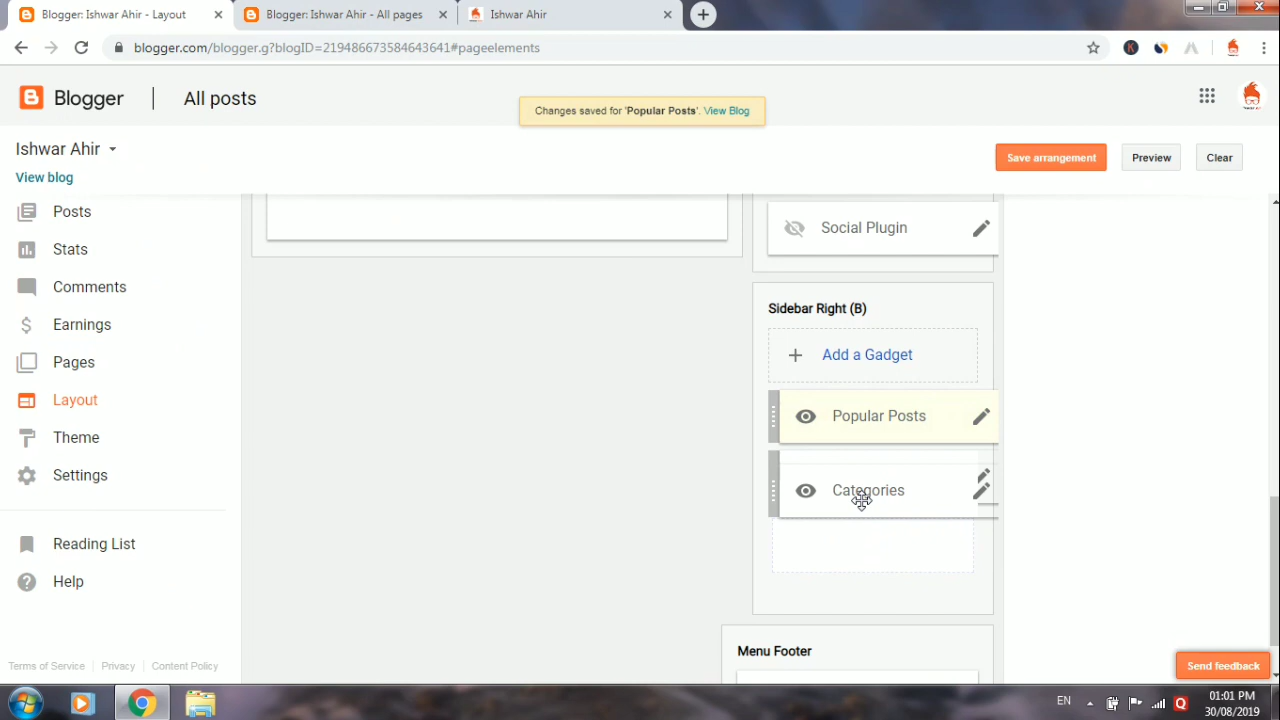 Blogger: Ishwar Ahir - Layout
Blogger: Ishwar Ahir - All pages
Ishwar Ahir
blogger.com/blogger.g?blogID=219486673584643641#pageelements
Blogger
All posts
Changes saved for 'Popular Posts'. View Blog
Ishwar Ahir
View blog
Save arrangement
Preview
Clear
Posts
Stats
Comments
Earnings
Pages
Layout
Theme
Settings
Reading List
Help
Terms of Service
Privacy
Content Policy
Social Plugin
Sidebar Right (B)
Add a Gadget
Popular Posts
Categories
Menu Footer
Send feedback
EN
01:01 PM
30/08/2019